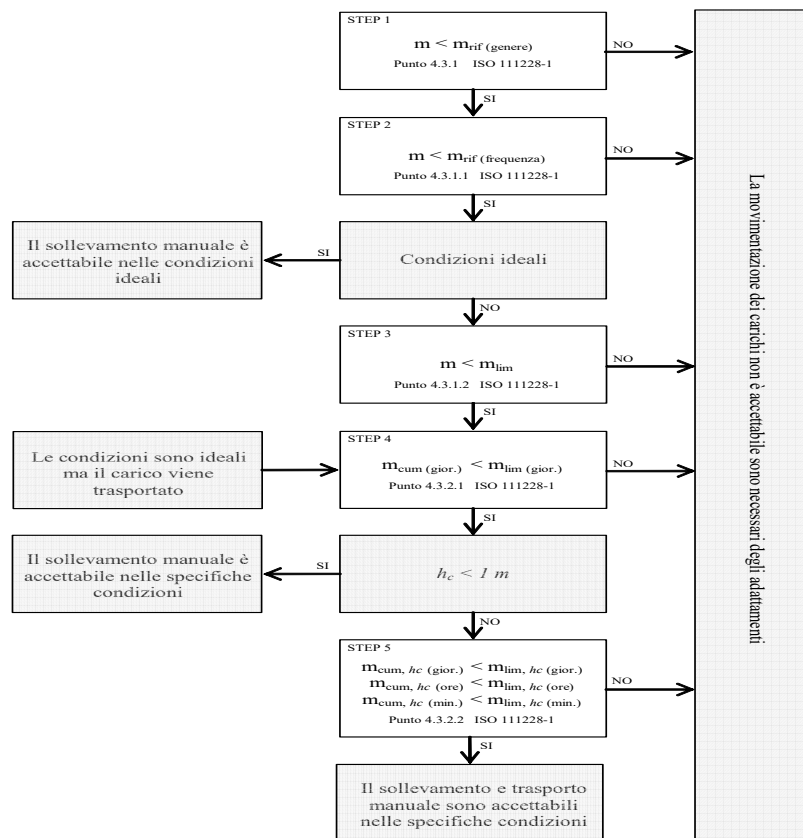 STEP 1
m < mrif (genere)
Punto 4.3.1 ISO 111228-1
NO
SI
STEP 2
m < mrif (frequenza)
Punto 4.3.1.1 ISO 111228-1
NO
SI
Il sollevamento manuale è
accettabile nelle condizioni
ideali
SI
Condizioni ideali
NO
STEP 3
m < mlim
Punto 4.3.1.2 ISO 111228-1
NO
SI
Le condizioni sono ideali
ma il carico viene
trasportato
STEP 4
mcum (gior.) < mlim (gior.)
Punto 4.3.2.1 ISO 111228-1
NO
SI
Il sollevamento manuale è
accettabile nelle specifiche
condizioni
SI
hc < 1 m
NO
STEP 5
mcum, hc (gior.) < mlim, hc (gior.)
mcum, hc (ore) < mlim, hc (ore)
mcum, hc (min.) < mlim, hc (min.)
Punto 4.3.2.2 ISO 111228-1
NO
SI
Il sollevamento e trasporto
manuale sono accettabili
nelle specifiche condizioni
La movimentazione dei carichi non è accettabile sono necessari degli adattamenti